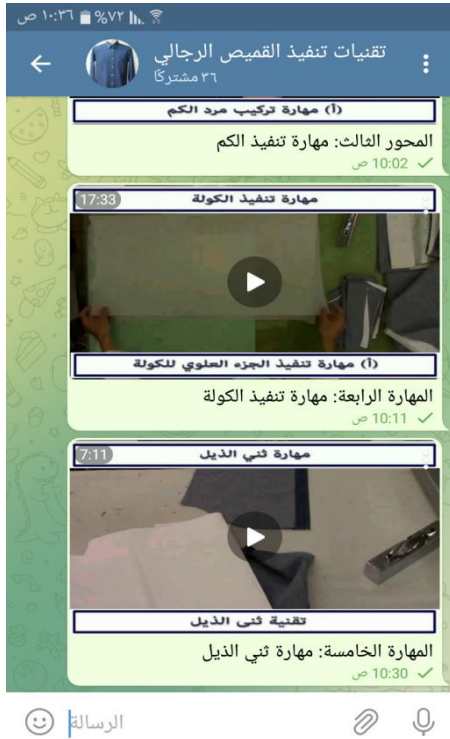 ١٠:٣٦ ص
%٧٢
تقنيات تنفيذ القميص الرجالي
٣٦ مشتركًا
(أ) مهارة تركيب مرد الكم
المحور الثالث: مهارة تنفيذ الكم
10:02 ص
مهارة تنفيذ الكولة
17:33
(أ) مهارة تنفيذ الجزء العلوي للكولة
المهارة الرابعة: مهارة تنفيذ الكولة
10:11 ص
مهارة ثني الذيل
7:11
تقنية ثنى الذيل
المهارة الخامسة: مهارة ثني الذيل
10:30 ص
الرسالة